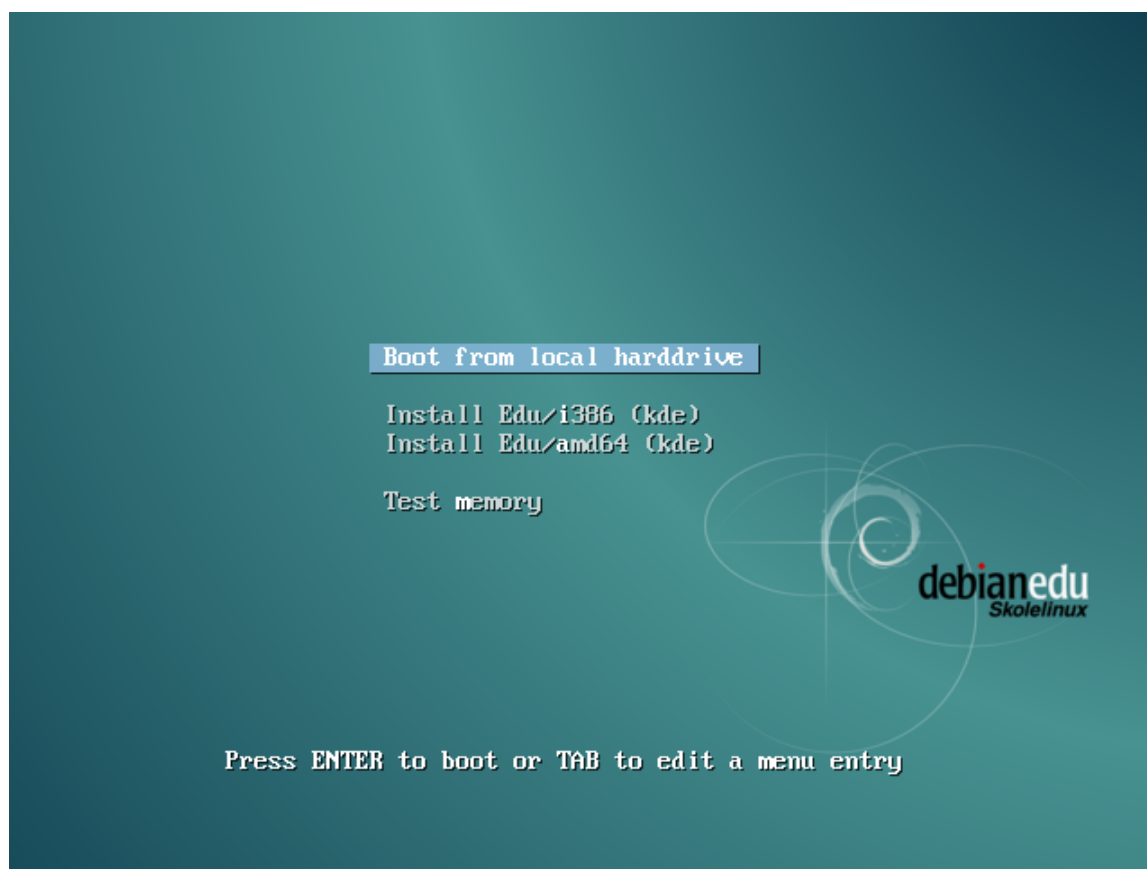 Boot from local harddrive
Install Edu/i386 (kde)
Install Edu/amd64 (kde)
Test memory
debianedu
Skolelinux
Press ENTER to boot or TAB to edit a menu entry